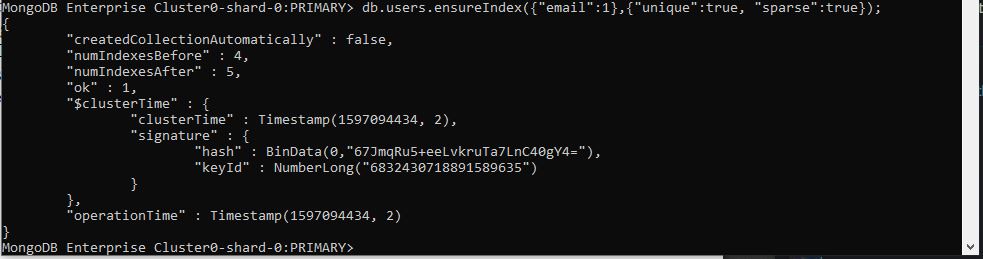 MongoDB Enterprise Cluster0-shard-0:PRIMARY> db.users.ensureIndex({"email":1},{"unique":true, "sparse":true});
{
        "createdCollectionAutomatically" : false,
        "numIndexesBefore" : 4,
        "numIndexesAfter" : 5,
        "ok" : 1,
        "$clusterTime" : {
                "clusterTime" : Timestamp(1597094434, 2),
                "signature" : {
                        "hash" : BinData(0,"67JmqRu5+eeLvkruTa7LnC40gY4="),
                        "keyId" : NumberLong("6832430718891589635")
                }
        },
        "operationTime" : Timestamp(1597094434, 2)
}
MongoDB Enterprise Cluster0-shard-0:PRIMARY>